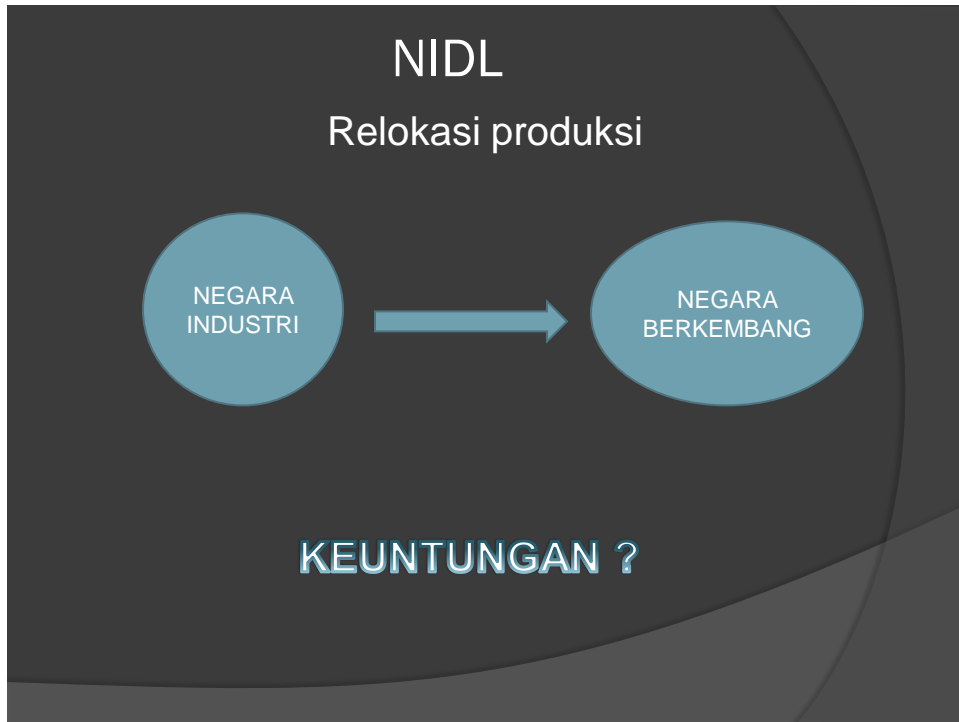 NIDL
Relokasi produksi
NEGARA
INDUSTRI
NEGARA
BERKEMBANG
KEUNTUNGAN ?